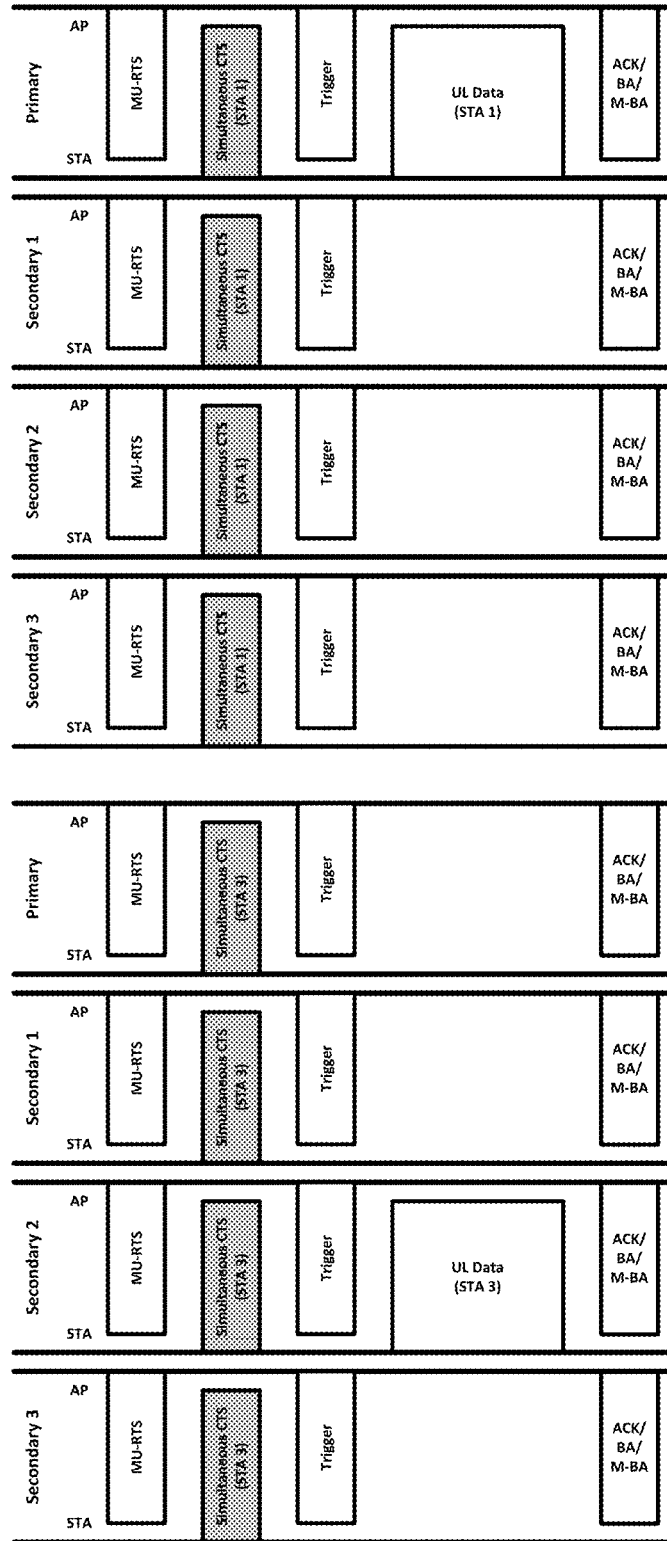 Primary
AP
STA
MU-RTS
Simultaneous CTS
(STA 1)
Trigger
UL Data
(STA 1)
ACK/
BA/
M-BA
Secondary 1
AP
STA
MU-RTS
Simultaneous CTS
(STA 1)
Trigger
ACK/
BA/
M-BA
Secondary 2
AP
STA
MU-RTS
Simultaneous CTS
(STA 1)
Trigger
ACK/
BA/
M-BA
Secondary 3
AP
STA
MU-RTS
Simultaneous CTS
(STA 1)
Trigger
ACK/
BA/
M-BA
Primary
AP
STA
MU-RTS
Simultaneous CTS
(STA 3)
Trigger
ACK/
BA/
M-BA
Secondary 1
AP
STA
MU-RTS
Simultaneous CTS
(STA 3)
Trigger
ACK/
BA/
M-BA
Secondary 2
AP
STA
MU-RTS
Simultaneous CTS
(STA 3)
Trigger
UL Data
(STA 3)
ACK/
BA/
M-BA
Secondary 3
AP
STA
MU-RTS
Simultaneous CTS
(STA 3)
Trigger
ACK/
BA/
M-BA